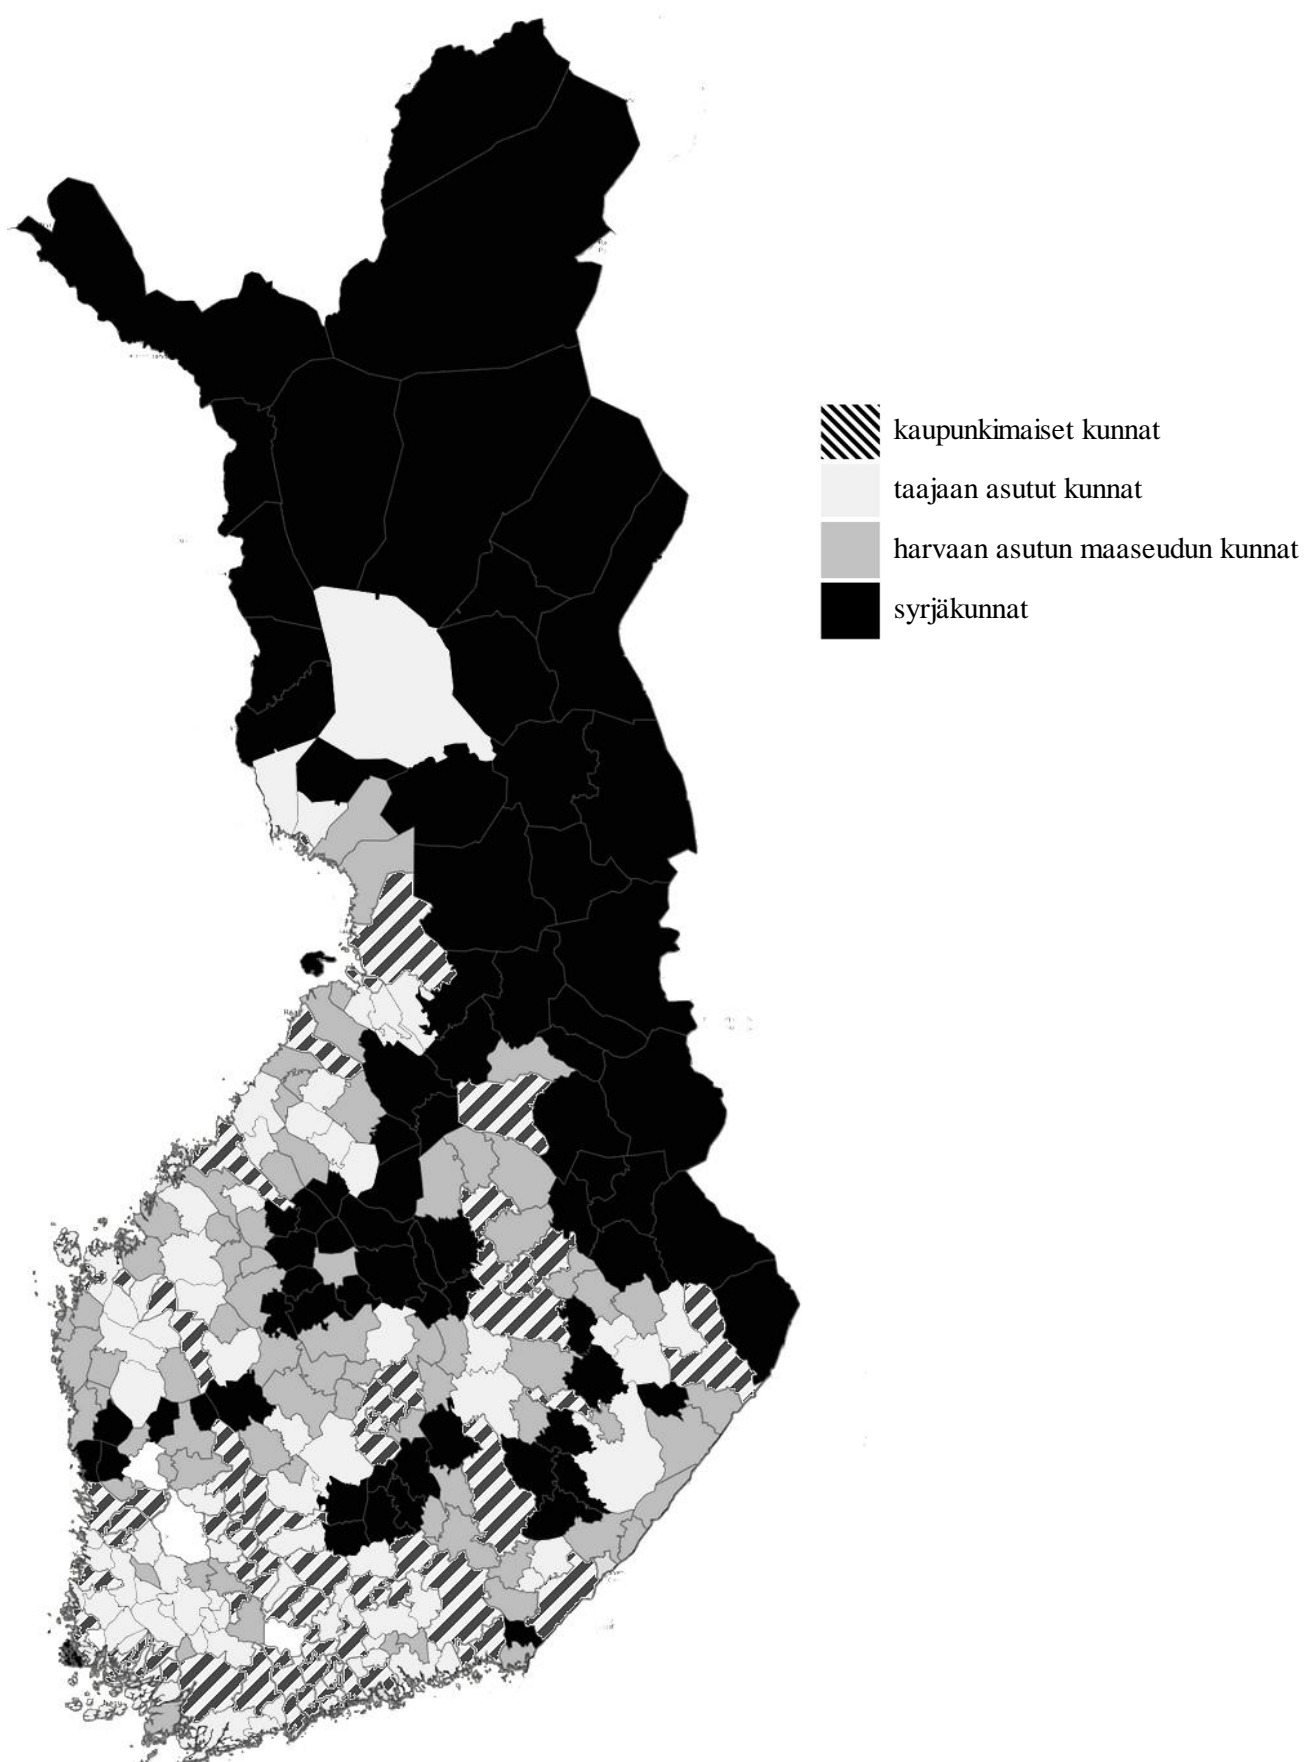 kaupunkimaiset kunnat
taajaan asutut kunnat
harvaan asutun maaseudun kunnat
syrjäkunnat